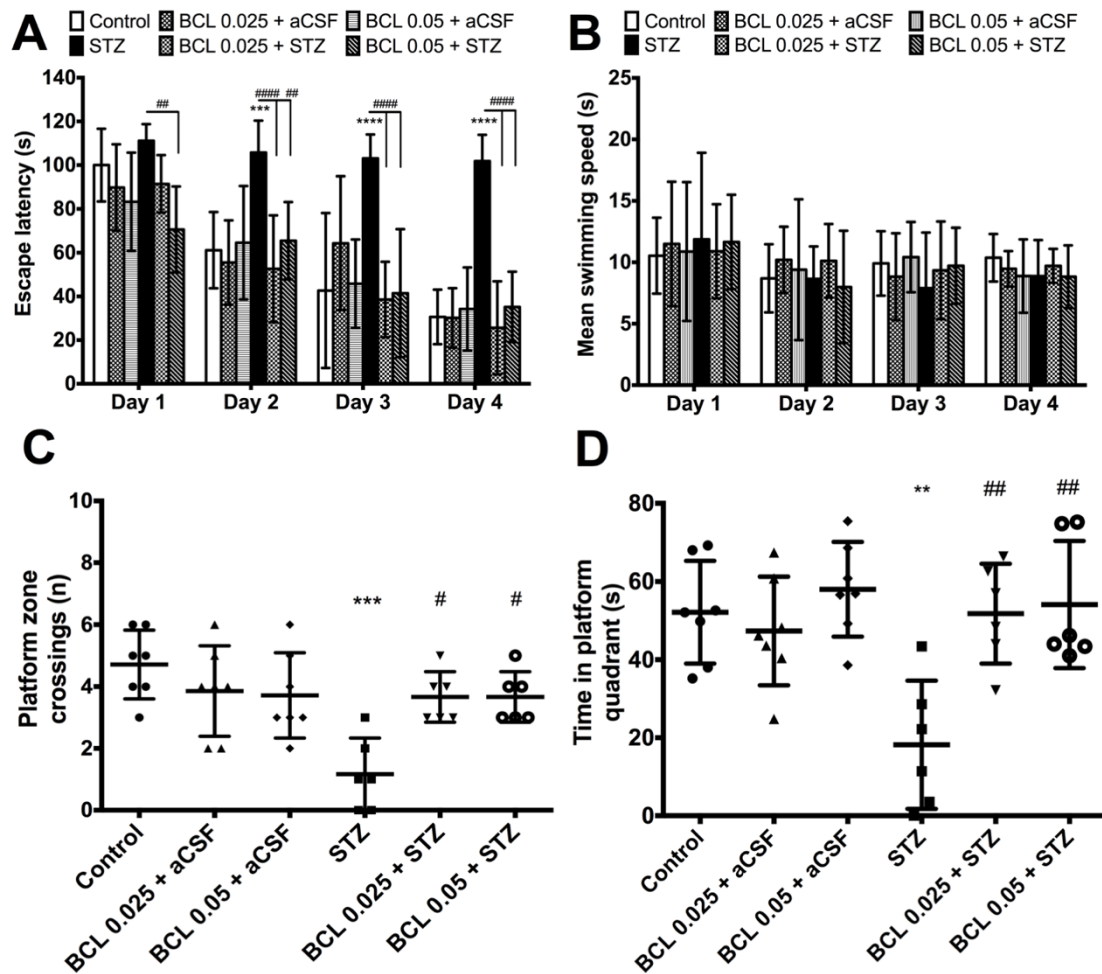 A
Control BCL 0.025 + aCSF BCL 0.05 + aCSF
STZ BCL 0.025 + STZ BCL 0.05 + STZ
Escape latency (s)
140
120
100
80
60
40
20
0
##
#### ##
***
####
****
####
****
Day 1 Day 2 Day 3 Day 4
B
Control BCL 0.025 + aCSF BCL 0.05 + aCSF
STZ BCL 0.025 + STZ BCL 0.05 + STZ
Mean swimming speed (s)
25
20
15
10
5
0
Day 1 Day 2 Day 3 Day 4
C
Platform zone
crossings (n)
10
8
6
4
2
0
*** # #
Control
BCL 0.025 + aCSF
BCL 0.05 + aCSF
STZ
BCL 0.025 + STZ
BCL 0.05 + STZ
D
Time in platform
quadrant (s)
80
60
40
20
0
** ## ##
Control
BCL 0.025 + aCSF
BCL 0.05 + aCSF
STZ
BCL 0.025 + STZ
BCL 0.05 + STZ